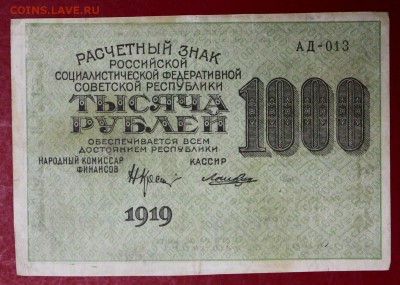 COINS.LAVE.RU
РАСЧЕТНЫЙ ЗНАК
РОССИЙСКОЙ
СОЦИАЛИСТИЧЕСКОЙ ФЕДЕРАТИВНОЙ
СОВЕТСКОЙ РЕСПУБЛИКИ
ТЫСЯЧА
РУБЛЕЙ
ОБЕСПЕЧИВАЕТСЯ ВСЕМ
ДОСТОЯНИЕМ РЕСПУБЛИКИ
НАРОДНЫЙ КОМИССАР
ФИНАНСОВ
КАССИР
1919
АД-013
1000